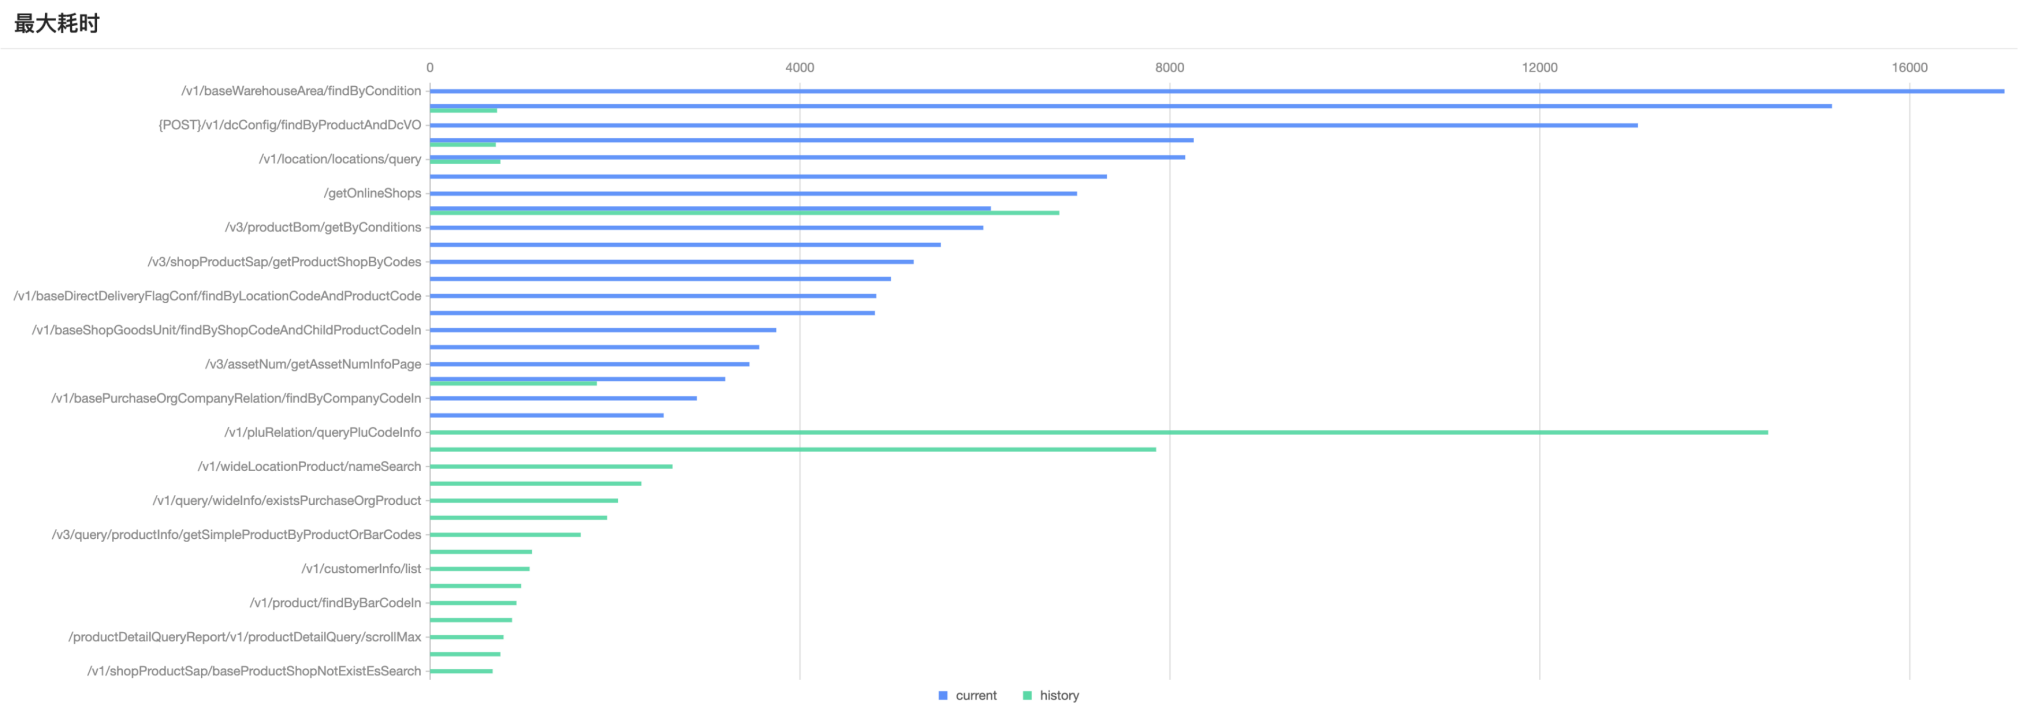 最大耗时
0 4000 8000 12000 16000
/v1/baseWarehouseArea/findByCondition
{POST}/v1/dcConfig/findByProductAndDcVO
/v1/location/locations/query
/getOnlineShops
/v3/productBom/getByConditions
/v3/shopProductSap/getProductShopByCodes
/v1/baseDirectDeliveryFlagConf/findByLocationCodeAndProductCode
/v1/baseShopGoodsUnit/findByShopCodeAndChildProductCodeIn
/v3/assetNum/getAssetNumInfoPage
/v1/basePurchaseOrgCompanyRelation/findByCompanyCodeIn
/v1/pluRelation/queryPluCodeInfo
/v1/wideLocationProduct/nameSearch
/v1/query/wideInfo/existsPurchaseOrgProduct
/v3/query/productInfo/getSimpleProductByProductOrBarCodes
/v1/customerInfo/list
/v1/product/findByBarCodeIn
/productDetailQueryReport/v1/productDetailQuery/scrollMax
/v1/shopProductSap/baseProductShopNotExistEsSearch
current history